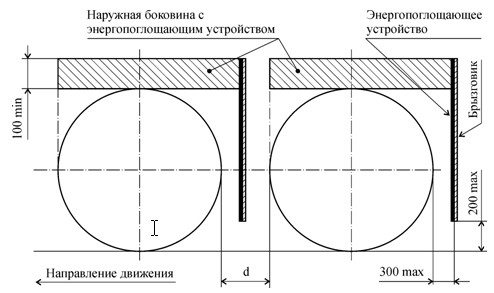 Наружная боковина с
энергопоглощающим устройством
Энергопоглощающее
устройство
Брызговик
100 min
200 max
Направление движения
d
300 max